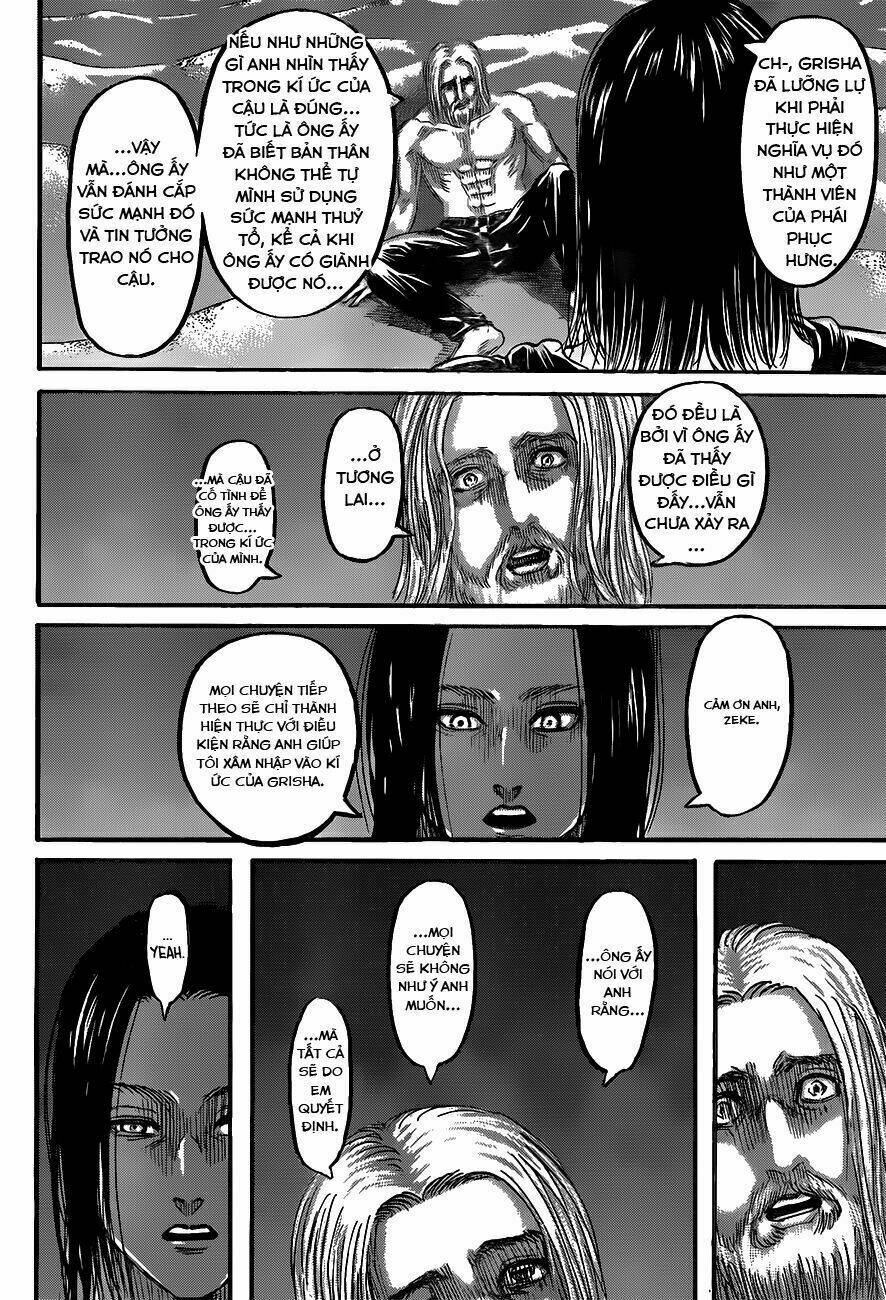 CH-, GRISHA
ĐÃ LƯỠNG LỰ
KHI PHẢI
THỰC HIỆN
NGHĨA VỤ ĐÓ
NHƯ MỘT
THÀNH VIÊN
CỦA PHÁI
PHỤC
HƯNG.
NẾU NHƯ NHỮNG
GÌ ANH NHÌN THẤY
TRONG KÍ ỨC CỦA
CẬU LÀ ĐÚNG...
TỨC LÀ ÔNG ẤY
ĐÃ BIẾT BẢN THÂN
KHÔNG THỂ TỰ
MÌNH SỬ DỤNG
SỨC MẠNH THUỶ
TỔ, KỂ CẢ KHI
ÔNG ẤY CÓ GIÀNH
ĐƯỢC NÓ...
...VẬY
MÀ...ÔNG ẤY
VẪN ĐÁNH CẮP
SỨC MẠNH ĐÓ
VÀ TIN TƯỞNG
TRAO NÓ CHO
CẬU.
ĐÓ ĐỀU LÀ
BỞI VÌ ÔNG ẤY
ĐÃ THẤY
ĐƯỢC ĐIỀU GÌ
ĐẤY...VẪN
CHƯA XẢY RA
...
...Ở
TƯƠNG
LAI...
...MÀ CẬU ĐÃ
CỐ TÌNH ĐỂ
ÔNG ẤY THẤY
ĐƯỢC...
TRONG KÍ ỨC
CỦA MÌNH.
CẢM ƠN ANH,
ZEKE.
MỌI CHUYỆN TIẾP
THEO SẼ CHỈ THÀNH
HIỆN THỰC VỚI ĐIỀU
KIỆN RẰNG ANH GIÚP
TÔI XÂM NHẬP VÀO KÍ
ỨC CỦA GRISHA.
...ÔNG ẤY
NÓI VỚI
ANH
RẰNG...
...MỌI
CHUYỆN
SẼ KHÔNG
NHƯ Ý ANH
MUỐN...
...MÀ
TẤT CẢ
SẼ DO
EM
QUYẾT
ĐỊNH.
...
YEAH.